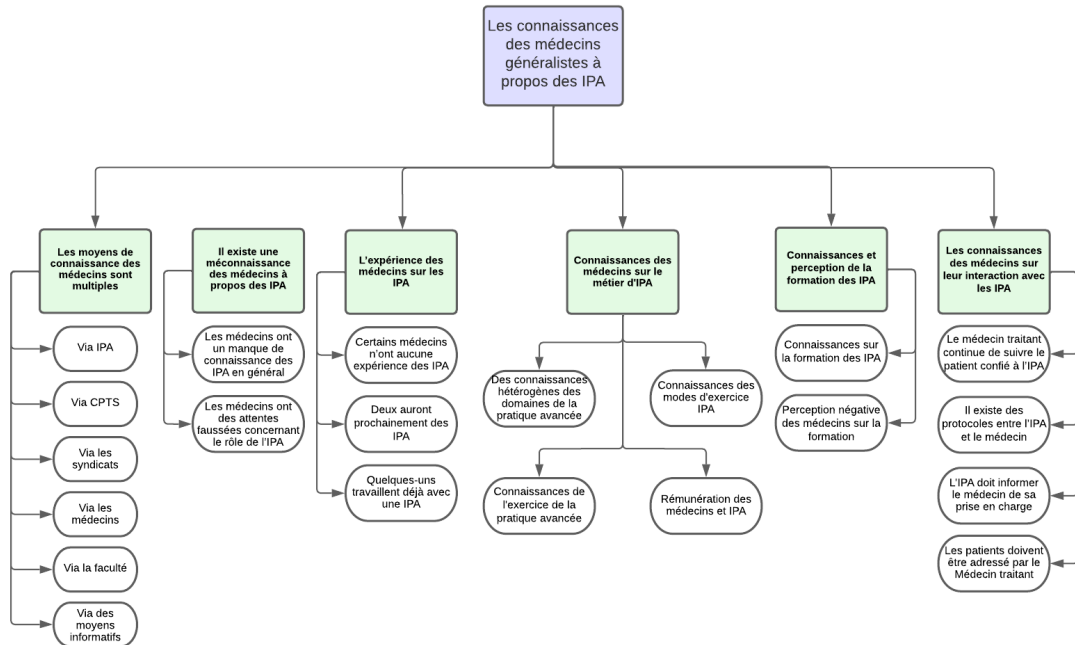 Les connaissances
des médecins
généralistes à
propos des IPA
Les moyens de
connaissance des
médecins sont
multiples
Via IPA
Via CPTS
Via les
syndicats
Via les
médecins
Via la faculté
Via des
moyens
informatifs
Il existe une
méconnaissance
des médecins à
propos des IPA
Les médecins ont
un manque de
connaissance des
IPA en général
Les médecins ont
des attentes
faussées concernant
le rôle de l'IPA
L'expérience des
médecins sur les
IPA
Certains médecins
n'ont aucune
expérience des IPA
Deux auront
prochainement des
IPA
Quelques-uns
travaillent déjà avec
une IPA
Connaissances des
médecins sur le
métier d'IPA
Des connaissances
hétérogènes des
domaines de la
pratique avancée
Connaissances des
modes d'exercice
IPA
Connaissances de
l'exercice de la
pratique avancée
Rémunération des
médecins et IPA
Connaissances et
perception de la
formation des IPA
Connaissances sur
la formation des IPA
Perception négative
des médecins sur la
formation
Les connaissances
des médecins sur
leur interaction avec
les IPA
Le médecin traitant
continue de suivre le
patient confié à l'IPA
Il existe des
protocoles entre l'IPA
et le médecin
L'IPA doit informer
le médecin de sa
prise en charge
Les patients doivent
être adressé par le
Médecin traitant